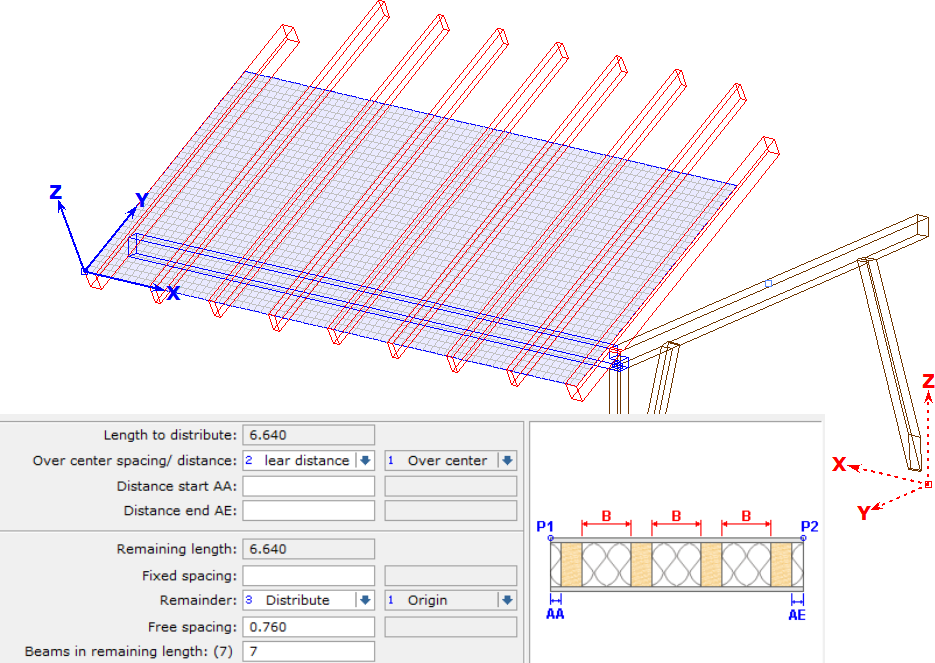 Z
Y
X
Z
X
Y
Length to distribute: 6.640
Over center spacing/ distance: 2 lear distance 1 Over center
Distance start AA:
Distance end AE:
Remaining length: 6.640
Fixed spacing:
Remainder: 3 Distribute 1 Origin
Free spacing: 0.760
Beams in remaining length: (7) 7
P1 B B B P2
AA AE